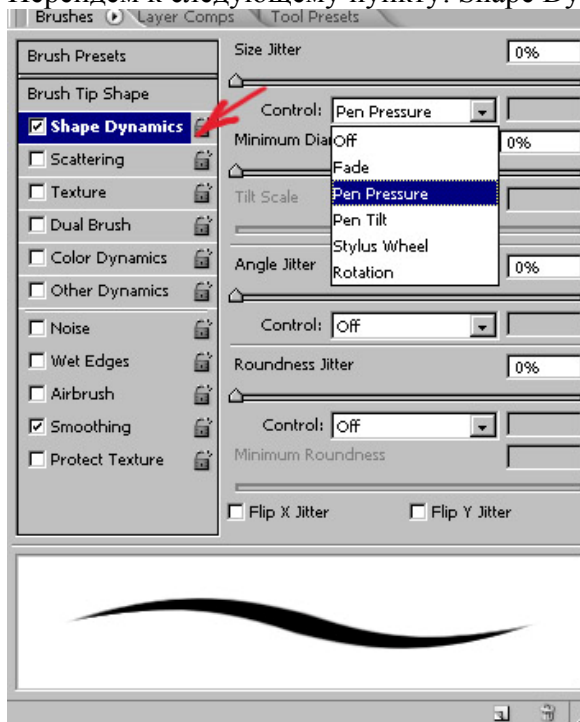 Перейдем к следующему пункту: Shape Dy
Brushes Layer Comps Tool Presets
Brush Presets
Brush Tip Shape
Shape Dynamics
Scattering
Texture
Dual Brush
Color Dynamics
Other Dynamics
Noise
Wet Edges
Airbrush
Smoothing
Protect Texture
Size Jitter 0%
Control: Pen Pressure
Minimum Dia 0%
Off
Fade
Pen Pressure
Pen Tilt
Stylus Wheel
Rotation
Tilt Scale
Angle Jitter 0%
Control: Off
Roundness Jitter 0%
Control: Off
Minimum Roundness
Flip X Jitter Flip Y Jitter